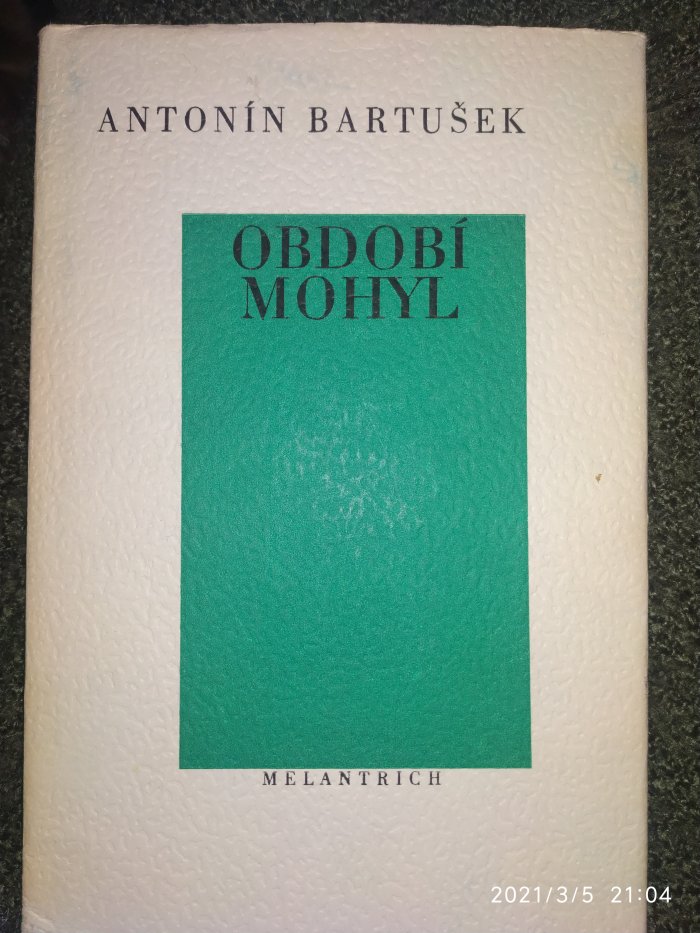 ANTONÍN BARTUŠEK
OBDOBÍ
MOHYL
MELANTRICH
2021/3/5 21:04